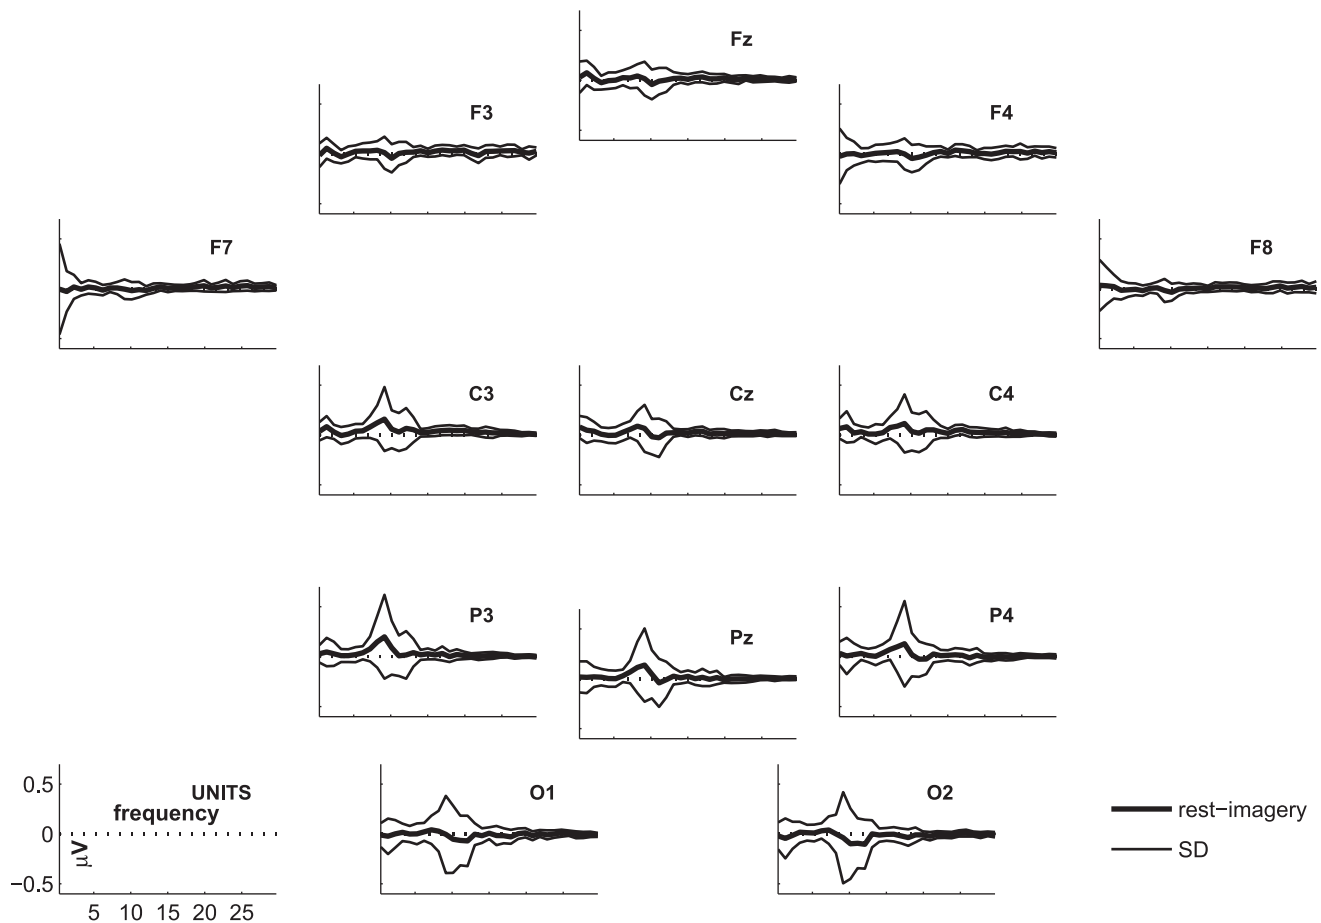 Fz
F3
F4
F7
F8
C3
Cz
C4
P3
Pz
P4
0.5
UNITS
frequency
0
µV
−0.5
5 10 15 20 25
O1
O2
rest−imagery
SD